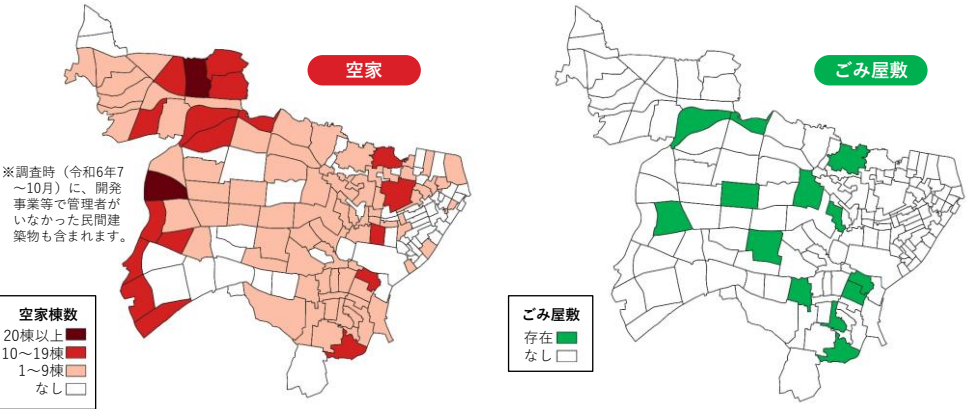 空家
ごみ屋敷
※調査時（令和6年7
～10月）に、開発
事業等で管理者が
いなかった民間建
築物も含まれます。
空家棟数
20棟以上
10～19棟
1～9棟
なし
ごみ屋敷
存在
なし